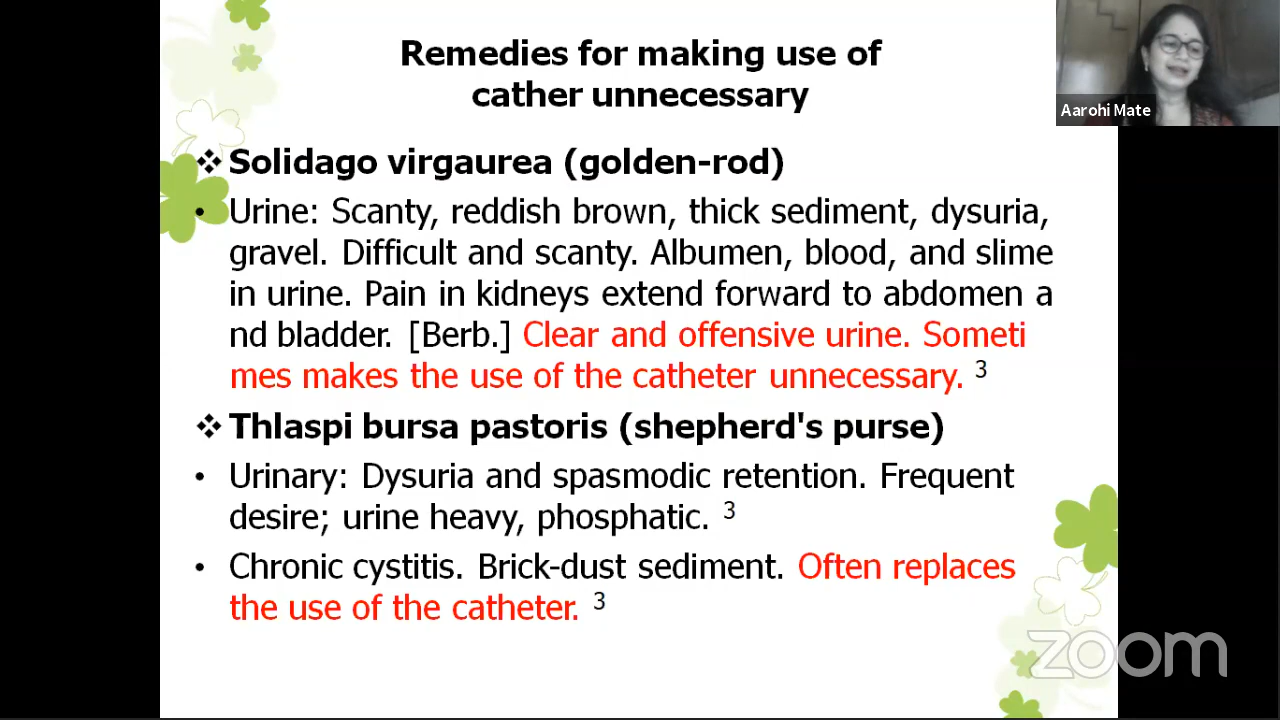 Remedies for making use of
cather unnecessary
Aarohi Mate
❖ Solidago virgaurea (golden-rod)
• Urine: Scanty, reddish brown, thick sediment, dysuria,
gravel. Difficult and scanty. Albumen, blood, and slime
in urine. Pain in kidneys extend forward to abdomen a
nd bladder. [Berb.] Clear and offensive urine. Someti
mes makes the use of the catheter unnecessary. 3
❖ Thlaspi bursa pastoris (shepherd's purse)
• Urinary: Dysuria and spasmodic retention. Frequent
desire; urine heavy, phosphatic. 3
• Chronic cystitis. Brick-dust sediment. Often replaces
the use of the catheter. 3
zoom